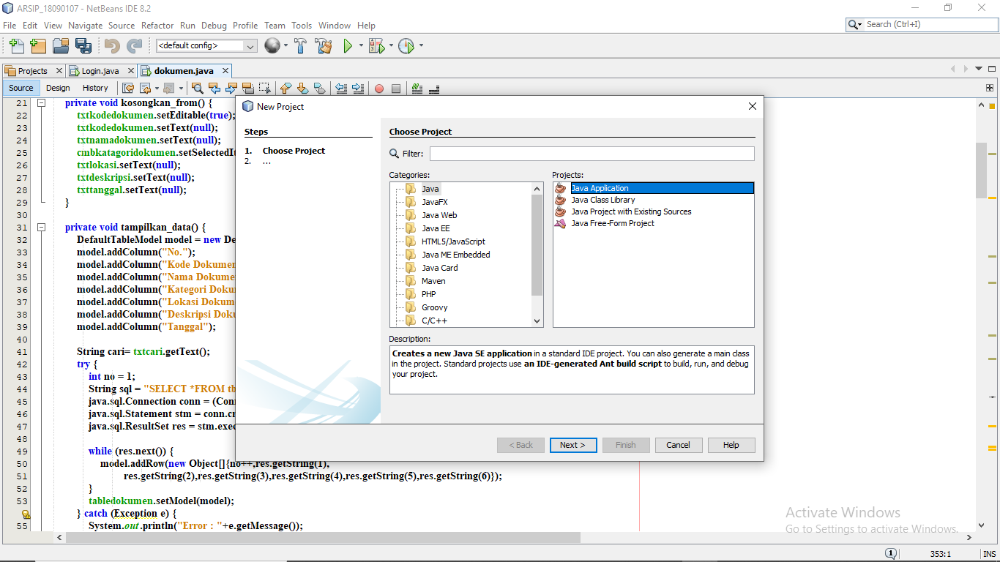 ARSIP_18090107 - NetBeans IDE 8.2
File Edit View Navigate Source Refactor Run Debug Profile Team Tools Window Help
Search (Ctrl+I)
<default config>
Projects
Login.java
dokumen.java
Source Design History
21 private void kosongkan_from() {
22 txtkodedokumen.setEditable(true);
23 txtkodedokumen.setText(null);
24 txtnamadokumen.setText(null);
25 cmbkatagoridokumen.setSelectedI
26 txtlokasi.setText(null);
27 txtdeskripsi.setText(null);
28 txttanggal.setText(null);
29 }
30
31 private void tampilkan_data() {
32 DefaultTableModel model = new De
33 model.addColumn("No.");
34 model.addColumn("Kode Dokumen
35 model.addColumn("Nama Dokume
36 model.addColumn("Kategori Doku
37 model.addColumn("Lokasi Dokum
38 model.addColumn("Deskripsi Doku
39 model.addColumn("Tanggal");
40
41 String cari= txtcari.getText();
42 try {
43 int no = 1;
44 String sql = "SELECT *FROM tb
45 java.sql.Connection conn = (Con
46 java.sql.Statement stm = conn.cr
47 java.sql.ResultSet res = stm.exec
48
49 while (res.next()) {
50 model.addRow(new Object[]{no++,res.getString(1),
51 res.getString(2),res.getString(3),res.getString(4),res.getString(5),res.getString(6)});
52 }
53 tabledokumen.setModel(model);
} catch (Exception e) {
55 System.out.println("Error : "+e.getMessage());
New Project
Steps
1. Choose Project
2. ...
Choose Project
Filter:
Categories:
Java
JavaFX
Java Web
Java EE
HTML5/JavaScript
Java ME Embedded
Java Card
Maven
PHP
Groovy
C/C++
Projects:
Java Application
Java Class Library
Java Project with Existing Sources
Java Free-Form Project
Description:
Creates a new Java SE application in a standard IDE project. You can also generate a main class
in the project. Standard projects use an IDE-generated Ant build script to build, run, and debug
your project.
< Back
Next >
Finish
Cancel
Help
Activate Windows
Go to Settings to activate Windows.
1
353:1
INS